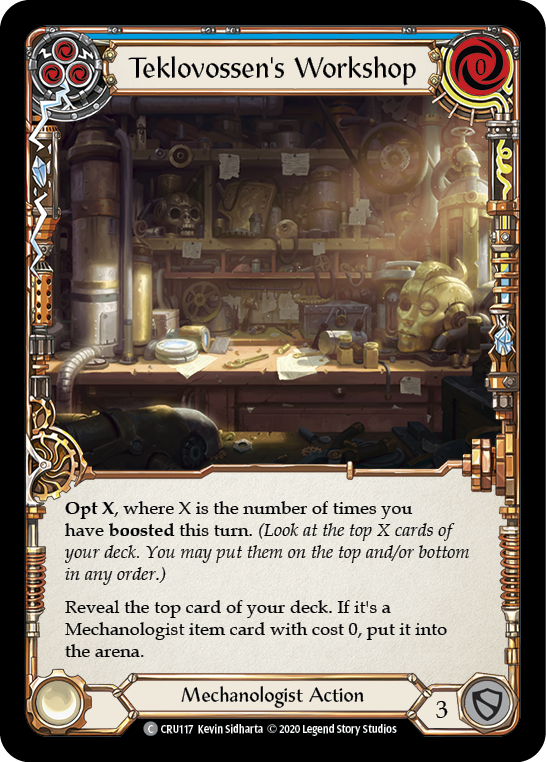 Teklovossen's Workshop
0
Opt X, where X is the number of times you
have boosted this turn. (Look at the top X cards of
your deck. You may put them on the top and/or bottom
in any order.)
Reveal the top card of your deck. If it's a
Mechanologist item card with cost 0, put it into
the arena.
Mechanologist Action
3
C CRU117 Kevin Sidharta © 2020 Legend Story Studios